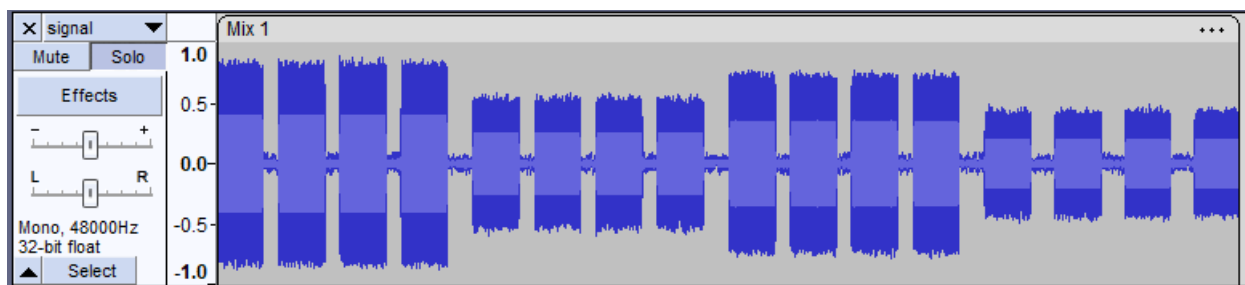 × signal ▼
Mix 1 ...
Mute Solo
Effects
- +
L R
Mono, 48000Hz
32-bit float
▲ Select
1.0
0.5-
0.0-
-0.5-
-1.0